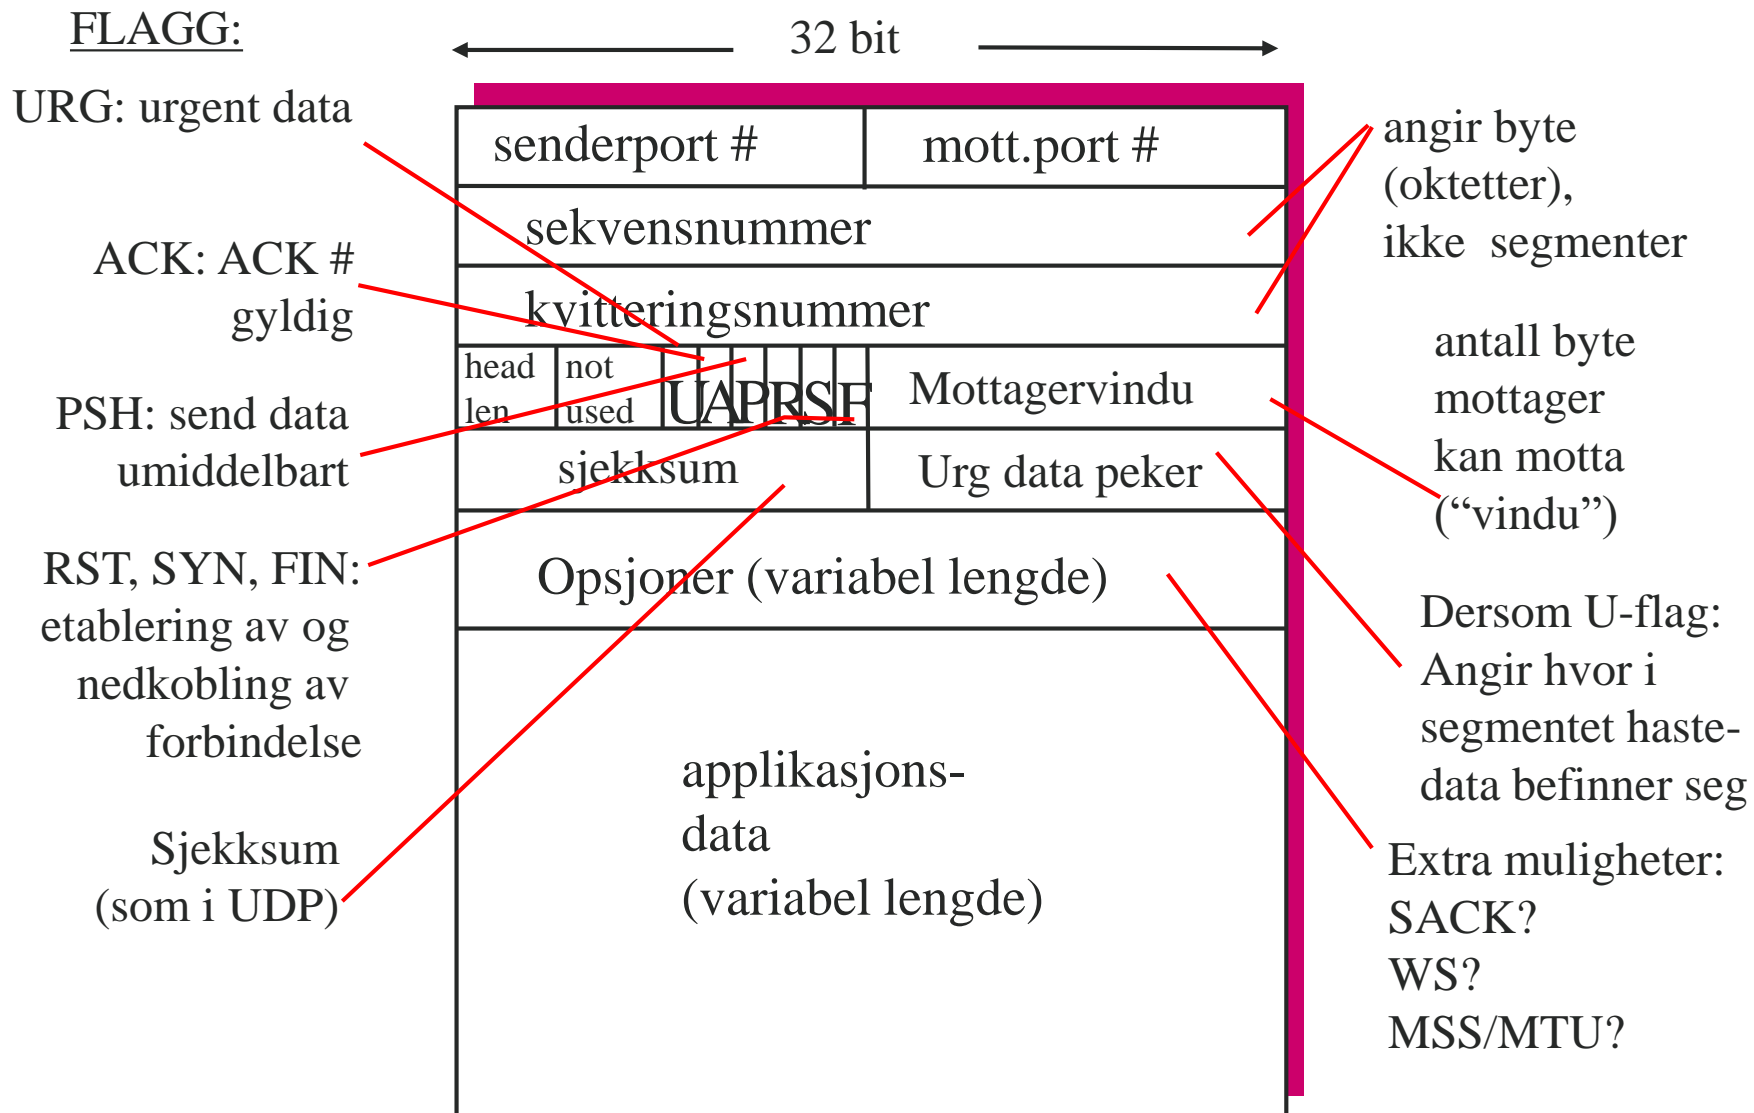 FLAGG:
32 bit
URG: urgent data
ACK: ACK #
gyldig
PSH: send data
umiddelbart
RST, SYN, FIN:
etablering av og
nedkobling av
forbindelse
Sjekksum
(som i UDP)
senderport #
mott.port #
sekvensnummer
kvitteringsnummer
head
len
not
used
U
A
P
R
S
F
Mottagervindu
sjekksum
Urg data peker
Opsjoner (variabel lengde)
applikasjons-
data
(variabel lengde)
angir byte
(oktetter),
ikke segmenter
antall byte
mottager
kan motta
(“vindu”)
Dersom U-flag:
Angir hvor i
segmentet haste-
data befinner seg
Extra muligheter:
SACK?
WS?
MSS/MTU?